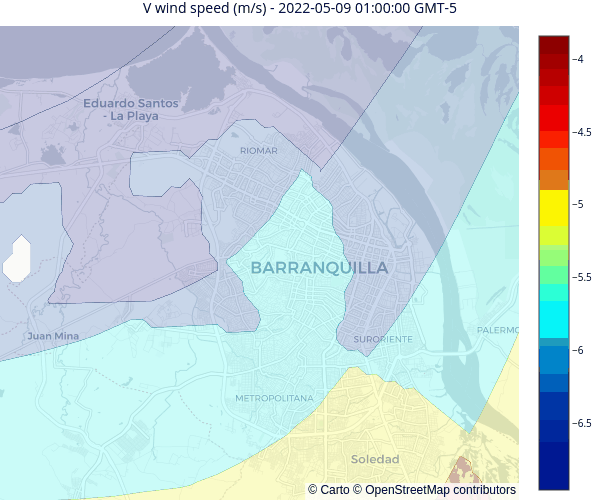 V wind speed (m/s) - 2022-05-09 01:00:00 GMT-5
−4
Eduardo Santos
- La Playa
−4.5
RIOMAR
−5
BARRANQUILLA
−5.5
PALERMO
Juan Mina
SURORIENTE
−6
METROPOLITANA
−6.5
Soledad
© Carto © OpenStreetMap contributors